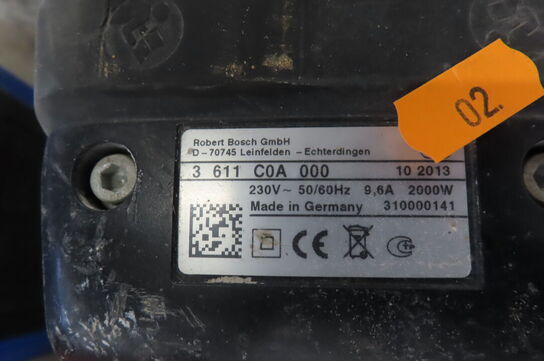 02.
Robert Bosch GmbH
D-70745 Leinfelden -Echterdingen
3 611 C0A 000 10 2013
230V~ 50/60Hz 9,6A 2000W
Made in Germany 310000141
CE